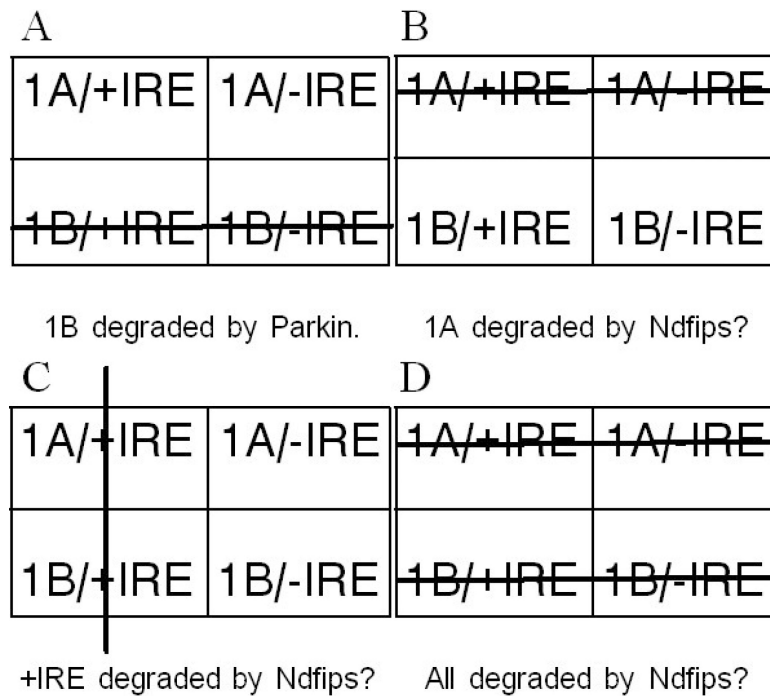 A B
1A/+IRE 1A/-IRE 1A/+IRE 1A/-IRE
1B/+IRE 1B/-IRE 1B/+IRE 1B/-IRE
1B degraded by Parkin. 1A degraded by Ndfips?
C D
1A/+IRE 1A/-IRE 1A/+IRE 1A/-IRE
1B/+IRE 1B/-IRE 1B/+IRE 1B/-IRE
+IRE degraded by Ndfips? All degraded by Ndfips?